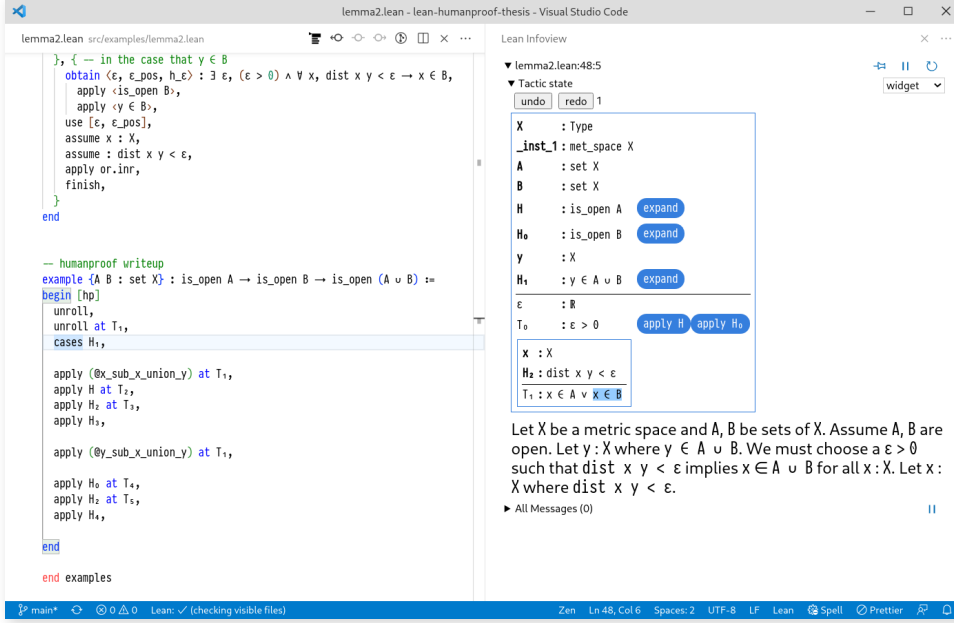 lemma2.lean - lean-humanproof-thesis - Visual Studio Code
lemma2.lean src/examples/lemma2.lean
}, { -- in the case that y ∈ B
obtain ⟨ε, ε_pos, h_ε⟩ : ∃ ε, (ε > 0) ∧ ∀ x, dist x y < ε → x ∈ B,
apply ‹is_open B›,
apply ‹y ∈ B›,
use [ε, ε_pos],
assume x : X,
assume : dist x y < ε,
apply or.inr,
finish,
}
end
-- humanproof writeup
example {A B : set X} : is_open A → is_open B → is_open (A ∪ B) :=
begin [hp]
unroll,
unroll at T₁,
cases H₁,
apply (@x_sub_x_union_y) at T₁,
apply H at T₂,
apply H₂ at T₃,
apply H₃,
apply (@y_sub_x_union_y) at T₁,
apply H₀ at T₄,
apply H₂ at T₅,
apply H₄,
end
end examples
Lean Infoview
▼ lemma2.lean:48:5
widget
▼ Tactic state
undo redo 1
X : Type
_inst_1 : met_space X
A : set X
B : set X
H : is_open A expand
H₀ : is_open B expand
y : X
H₁ : y ∈ A ∪ B expand
ε : ℝ
T₀ : ε > 0 apply H apply H₀
x : X
H₂ : dist x y < ε
T₁ : x ∈ A ∨ x ∈ B
Let X be a metric space and A, B be sets of X. Assume A, B are
open. Let y : X where y ∈ A ∪ B. We must choose a ε > 0
such that dist x y < ε implies x ∈ A ∪ B for all x : X. Let x :
X where dist x y < ε.
▶ All Messages (0)
main* 0 0 Lean: ✓ (checking visible files) Zen Ln 48, Col 6 Spaces: 2 UTF-8 LF Lean Spell Prettier